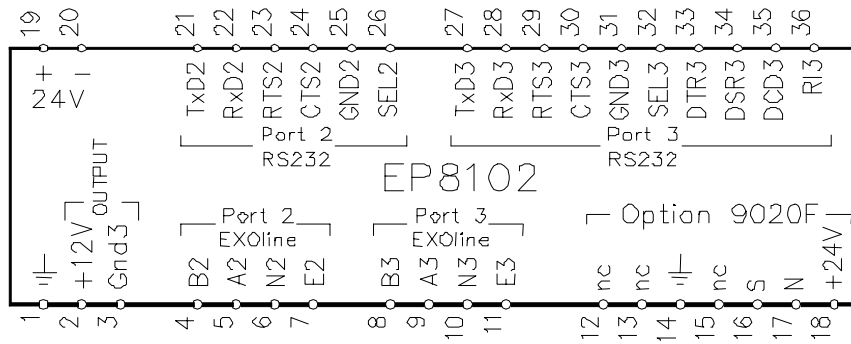 19 20 21 22 23 24 25 26 27 28 29 30 31 32 33 34 35 36
+ - TxD2 RxD2 RTS2 CTS2 GND2 SEL2 TxD3 RxD3 RTS3 CTS3 GND3 SEL3 DTR3 DSR3 DCD3 RI3
24V
Port 2 Port 3
RS232 RS232
EP8102
OUTPUT
Port 2 Port 3 Option 9020F
EXOline EXOline
+12V Gnd3 B2 A2 N2 E2 B3 A3 N3 E3 nc nc nc S N +24V
1 2 3 4 5 6 7 8 9 10 11 12 13 14 15 16 17 18